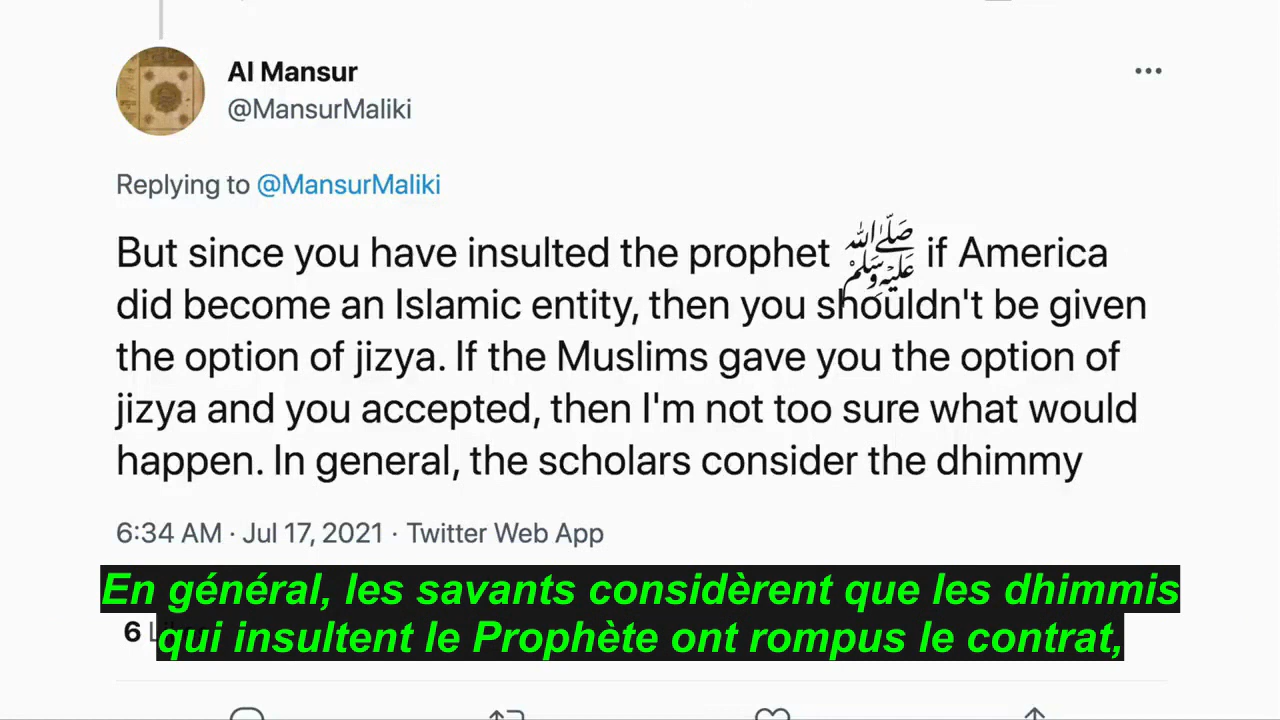 Al Mansur
@MansurMaliki
Replying to @MansurMaliki
But since you have insulted the prophet ﷺ if America
did become an Islamic entity, then you shouldn't be given
the option of jizya. If the Muslims gave you the option of
jizya and you accepted, then I'm not too sure what would
happen. In general, the scholars consider the dhimmy
6:34 AM · Jul 17, 2021 · Twitter Web App
En général, les savants considèrent que les dhimmis
6
qui insultent le Prophète ont rompus le contrat,